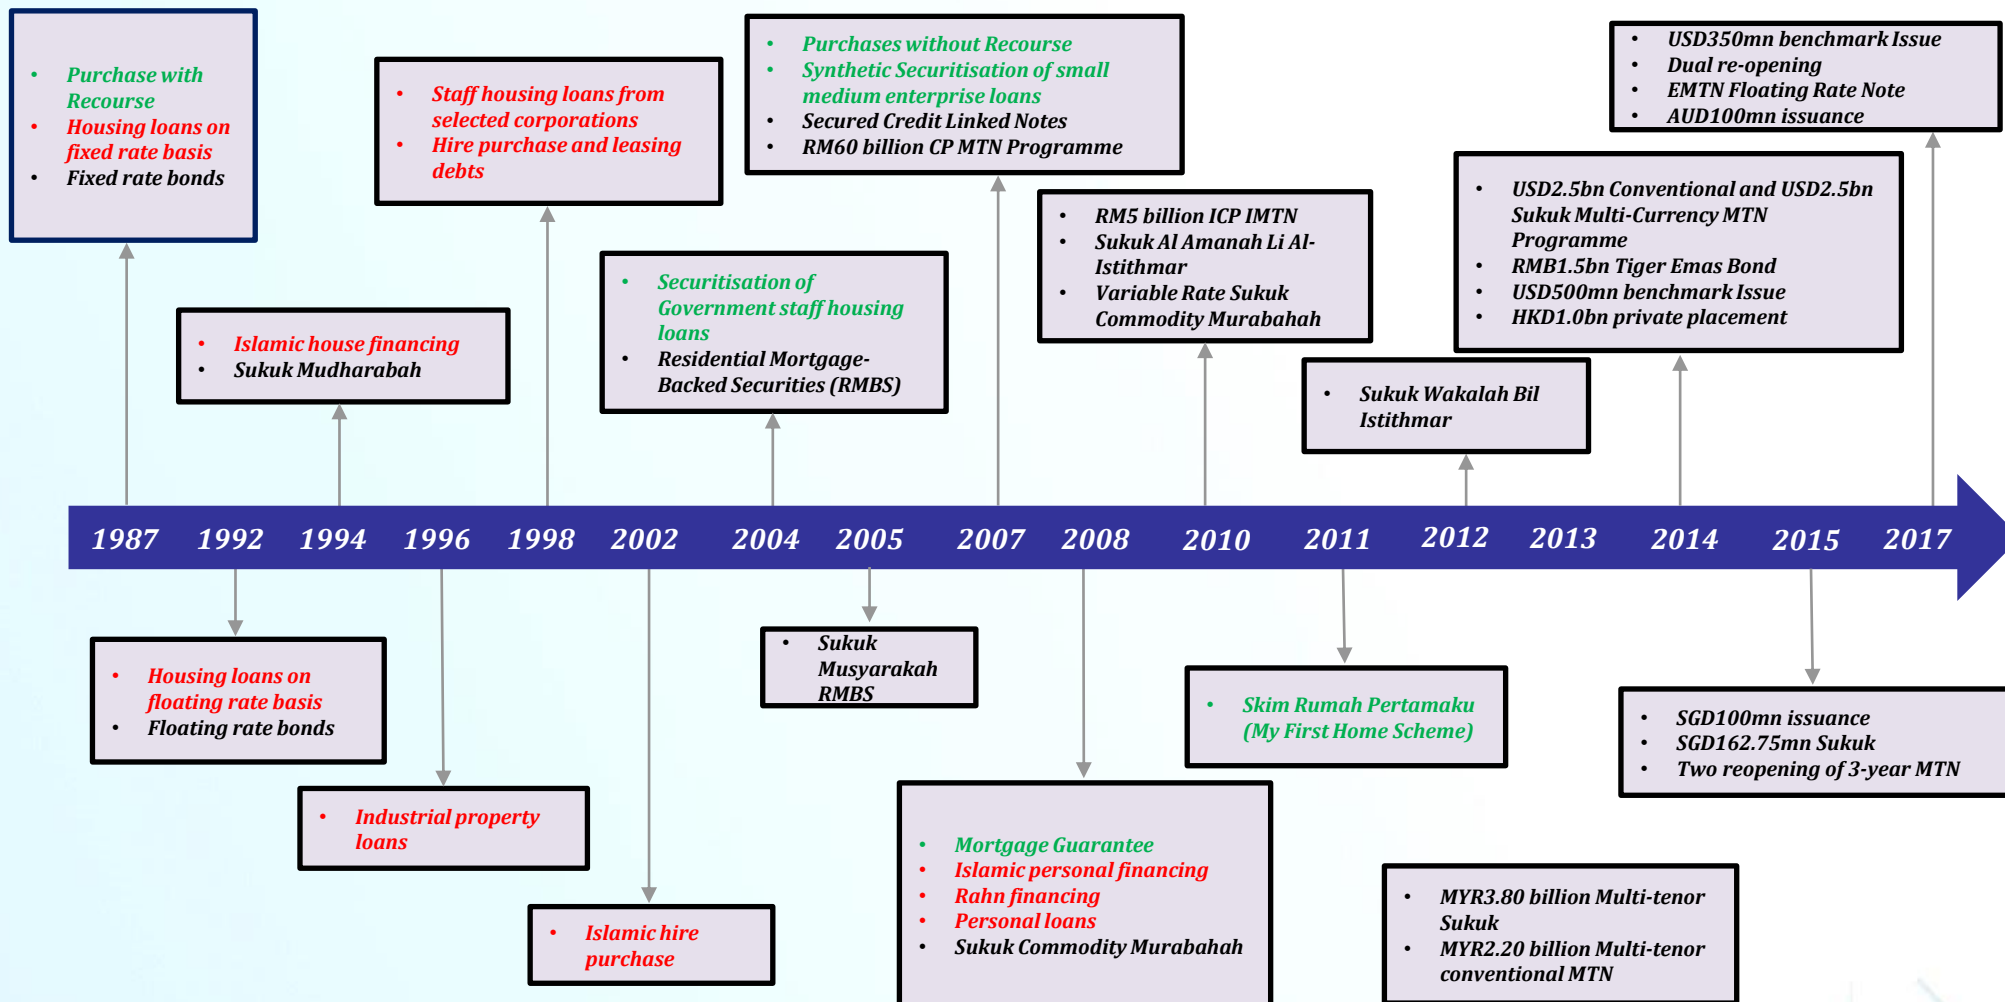 • Purchase with
Recourse
• Housing loans on
fixed rate basis
• Fixed rate bonds
• Staff housing loans from
selected corporations
• Hire purchase and leasing
debts
• Purchases without Recourse
• Synthetic Securitisation of small
medium enterprise loans
• Secured Credit Linked Notes
• RM60 billion CP MTN Programme
• USD350mn benchmark Issue
• Dual re-opening
• EMTN Floating Rate Note
• AUD100mn issuance
• Islamic house financing
• Sukuk Mudharabah
• Securitisation of
Government staff housing
loans
• Residential Mortgage-
Backed Securities (RMBS)
• RM5 billion ICP IMTN
• Sukuk Al Amanah Li Al-
Istithmar
• Variable Rate Sukuk
Commodity Murabahah
• Sukuk Wakalah Bil
Istithmar
• USD2.5bn Conventional and USD2.5bn
Sukuk Multi-Currency MTN
Programme
• RMB1.5bn Tiger Emas Bond
• USD500mn benchmark Issue
• HKD1.0bn private placement
1987 1992 1994 1996 1998 2002 2004 2005 2007 2008 2010 2011 2012 2013 2014 2015 2017
• Housing loans on
floating rate basis
• Floating rate bonds
• Industrial property
loans
• Islamic hire
purchase
• Sukuk
Musyarakah
RMBS
• Mortgage Guarantee
• Islamic personal financing
• Rahn financing
• Personal loans
• Sukuk Commodity Murabahah
• Skim Rumah Pertamaku
(My First Home Scheme)
• MYR3.80 billion Multi-tenor
Sukuk
• MYR2.20 billion Multi-tenor
conventional MTN
• SGD100mn issuance
• SGD162.75mn Sukuk
• Two reopening of 3-year MTN